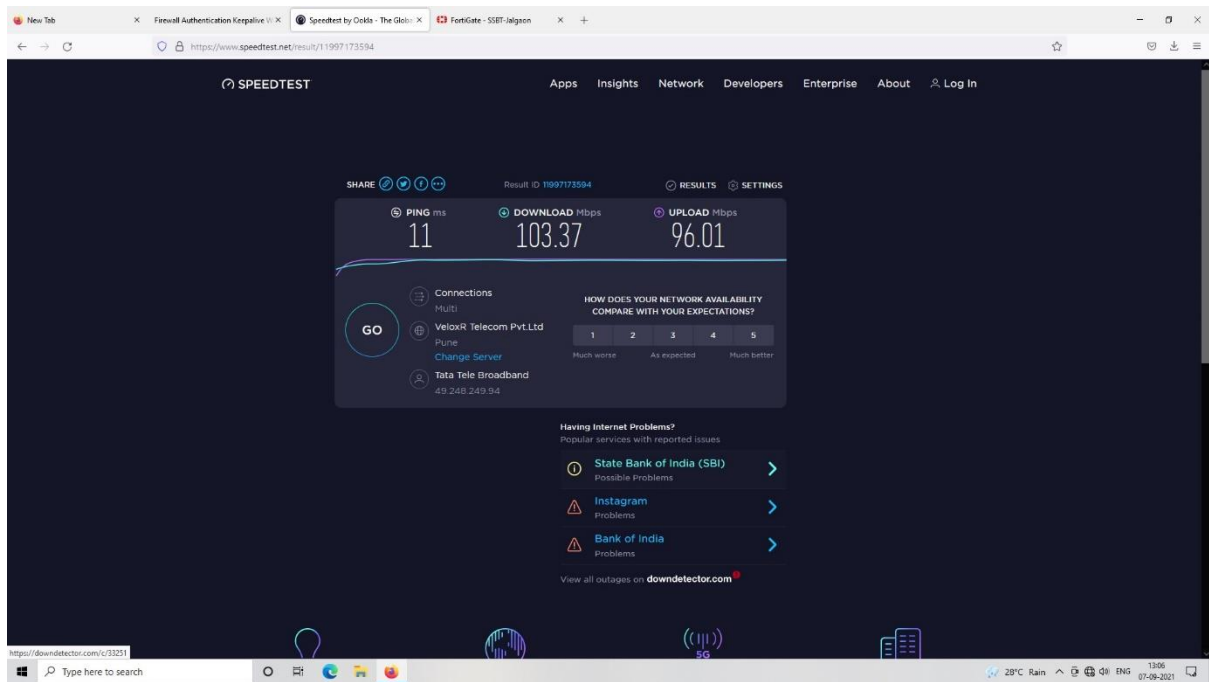 New Tab
Firewall Authentication Keepalive W
Speedtest by Ookla - The Global
FortiGate - SSBT-Jalgaon
https://www.speedtest.net/result/11997173594
SPEEDTEST
Apps Insights Network Developers Enterprise About Log In
SHARE Result ID 11997173594 RESULTS SETTINGS
PING ms DOWNLOAD Mbps UPLOAD Mbps
11 103.37 96.01
GO
Connections
Multi
VeloxR Telecom Pvt.Ltd
Pune
Change Server
Tata Tele Broadband
49.248.249.94
HOW DOES YOUR NETWORK AVAILABILITY
COMPARE WITH YOUR EXPECTATIONS?
1 2 3 4 5
Much worse As expected Much better
Having Internet Problems?
Popular services with reported issues
State Bank of India (SBI)
Possible Problems
Instagram
Problems
Bank of India
Problems
View all outages on downdetector.com
5G
https://downdetector.com/c/33251
Type here to search
28°C Rain ENG 13:06
07-09-2021